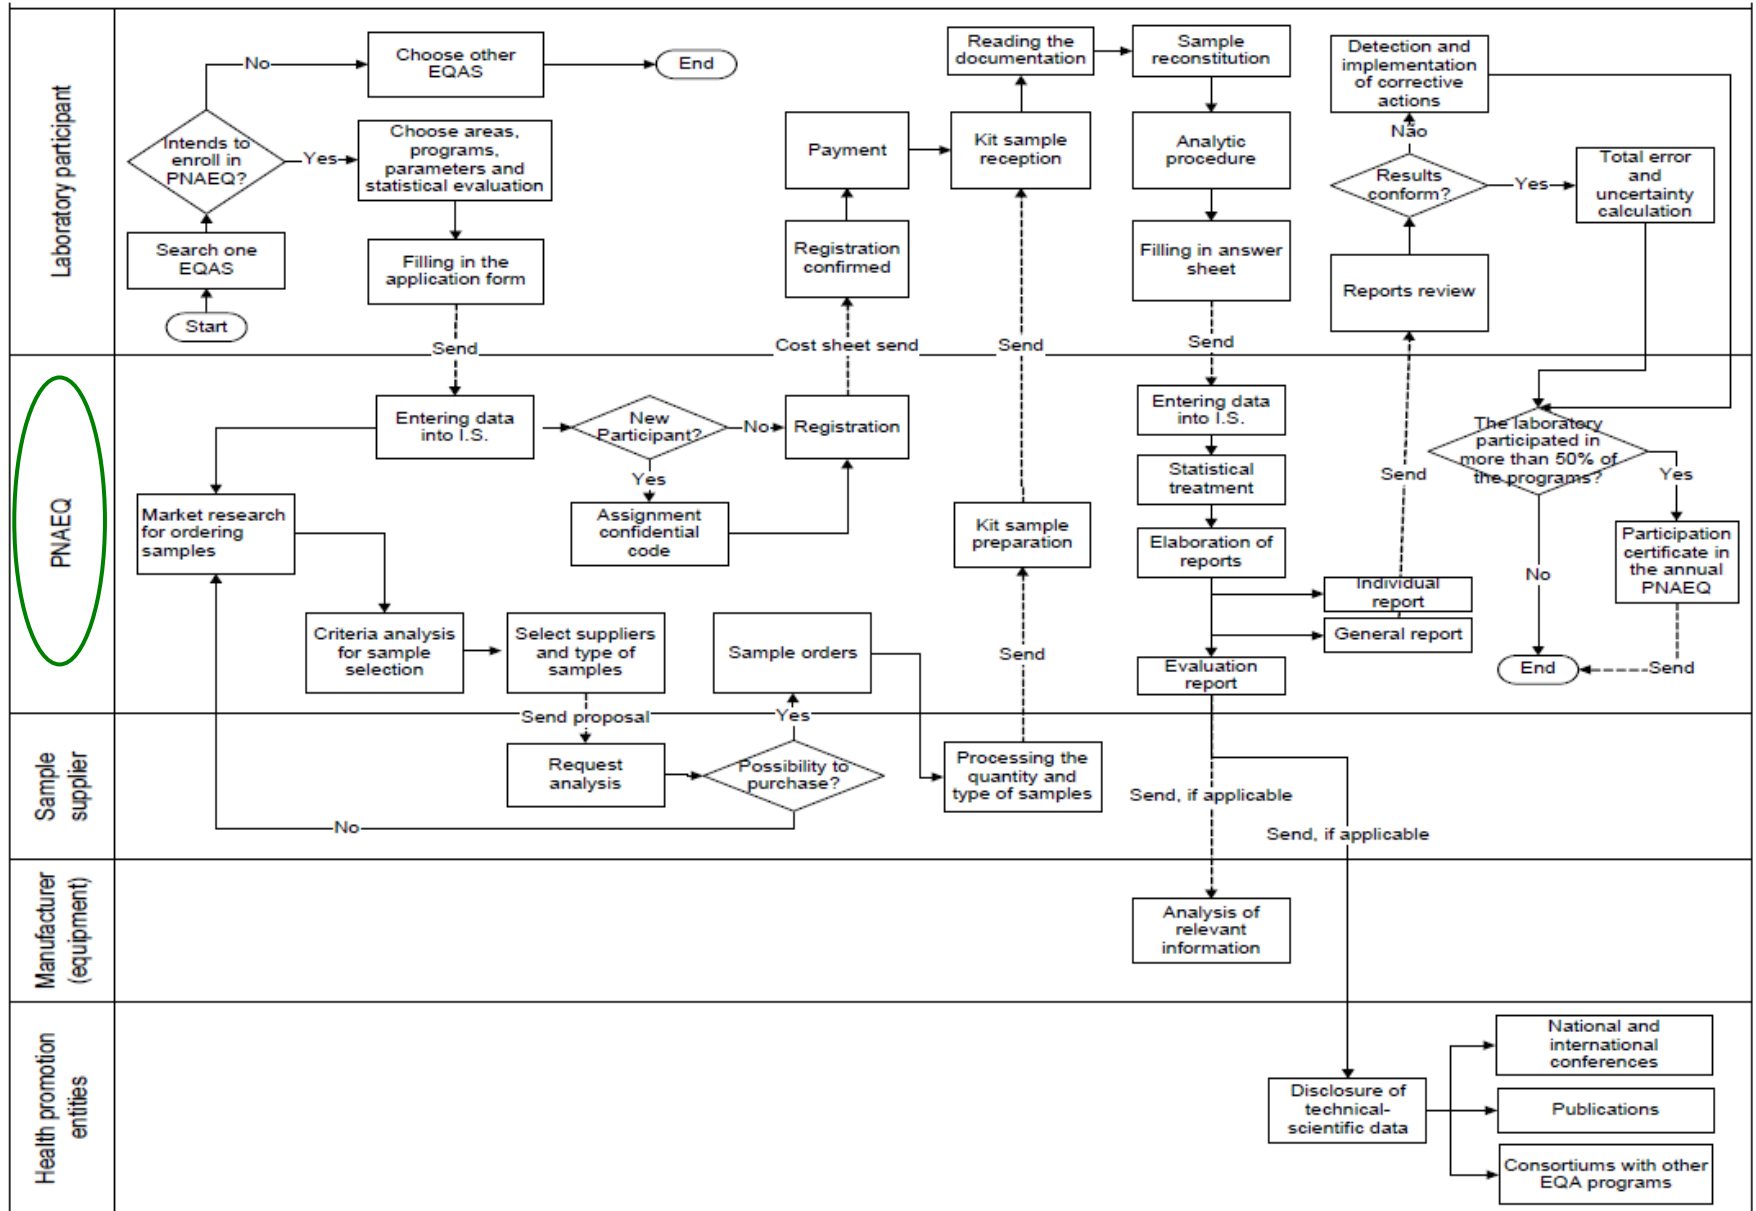 Laboratory participant
No
Choose other
EQAS
End
Intends to
enroll in
PNAEQ?
Yes
Choose areas,
programs,
parameters and
statistical evaluation
Search one
EQAS
Filling in the
application form
Start
Send
Payment
Registration
confirmed
Cost sheet send
Reading the
documentation
Kit sample
reception
Send
Sample
reconstitution
Analytic
procedure
Filling in answer
sheet
Send
Detection and
implementation
of corrective
actions
Não
Results
conform?
Yes
Total error
and
uncertainty
calculation
Reports review
PNAEQ
Entering data
into I.S.
New
Participant?
No
Registration
Yes
Assignment
confidential
code
Market research
for ordering
samples
Criteria analysis
for sample
selection
Select suppliers
and type of
samples
Sample orders
Kit sample
preparation
Send
Entering data
into I.S.
Statistical
treatment
Elaboration of
reports
Individual
report
General report
Evaluation
report
Send
The laboratory
participated in
more than 50% of
the programs?
Yes
Participation
certificate in
the annual
PNAEQ
No
End
Send
Sample
supplier
Send proposal
Request
analysis
Yes
Possibility to
purchase?
No
Processing the
quantity and
type of samples
Send, if applicable
Send, if applicable
Manufacturer
(equipment)
Analysis of
relevant
information
Health promotion
entities
Disclosure of
technical-
scientific data
National and
international
conferences
Publications
Consortiums with other
EQA programs